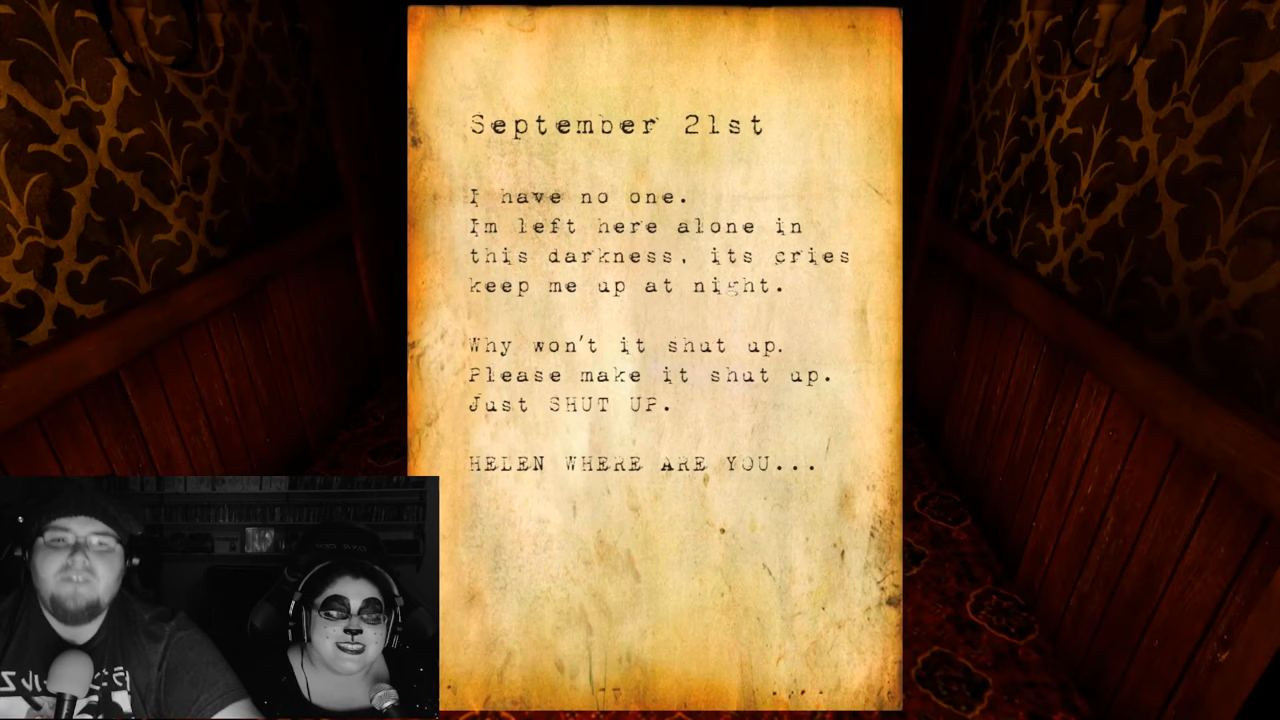 September 21st
I have no one.
Im left here alone in
this darkness, its cries
keep me up at night.
Why won't it shut up.
Please make it shut up.
Just SHUT UP.
HELEN WHERE ARE YOU...